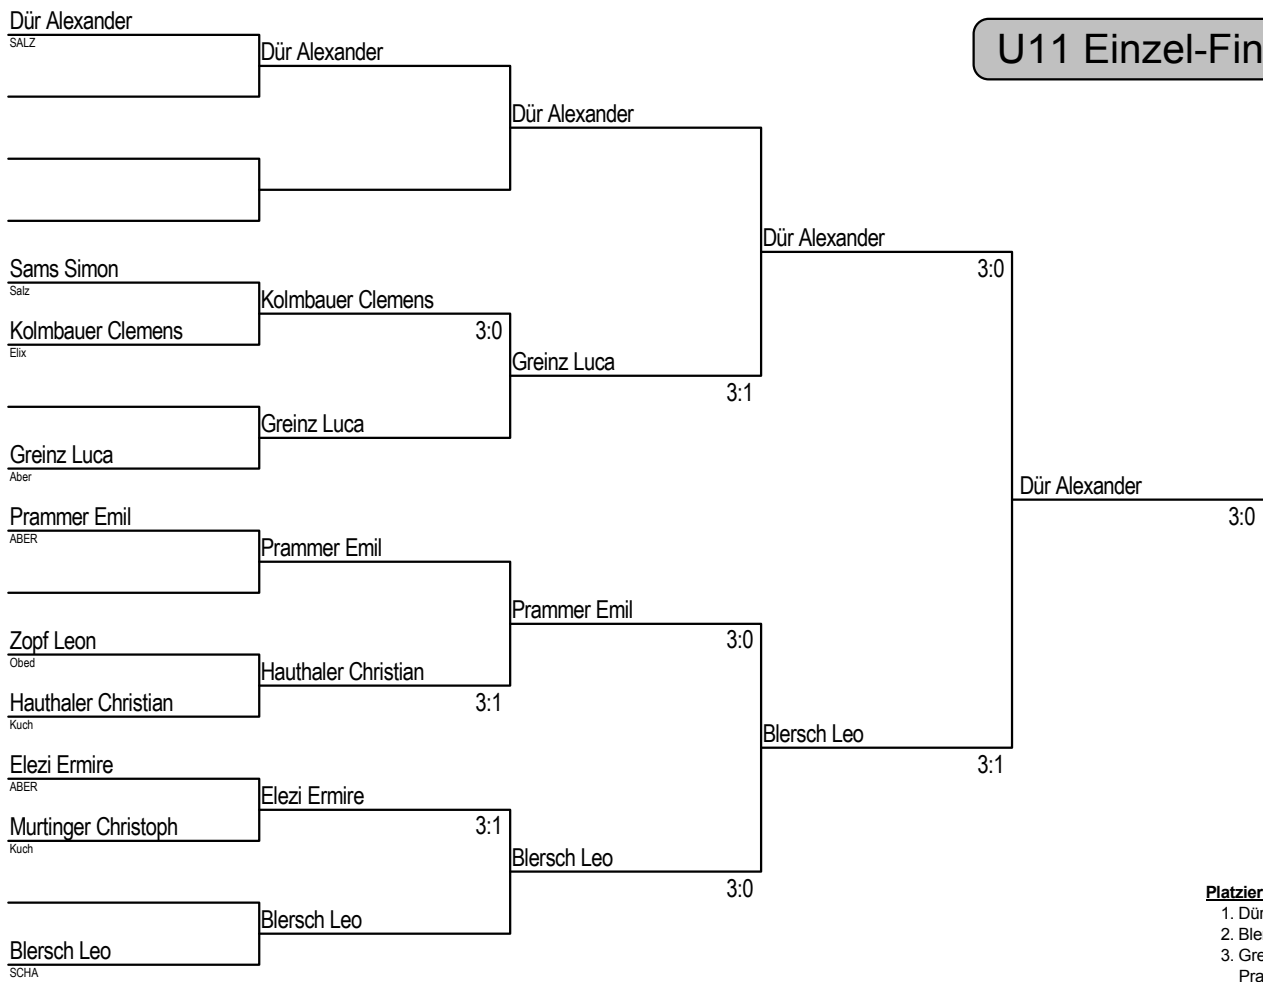 U11 Einzel-Fin
Dür Alexander
SALZ
Sams Simon
Salz
Kolmbauer Clemens
Elix
Greinz Luca
Aber
Prammer Emil
ABER
Zopf Leon
Obed
Hauthaler Christian
Kuch
Elezi Ermire
ABER
Murtinger Christoph
Kuch
Blersch Leo
SCHA
Dür Alexander
Kolmbauer Clemens
3:0
Greinz Luca
Prammer Emil
Hauthaler Christian
3:1
Elezi Ermire
3:1
Blersch Leo
Dür Alexander
Greinz Luca
3:1
Prammer Emil
3:0
Blersch Leo
3:0
Dür Alexander
3:0
Blersch Leo
3:1
Dür Alexander
3:0
Platzier
1. Dür
2. Bler
3. Gre
Pra